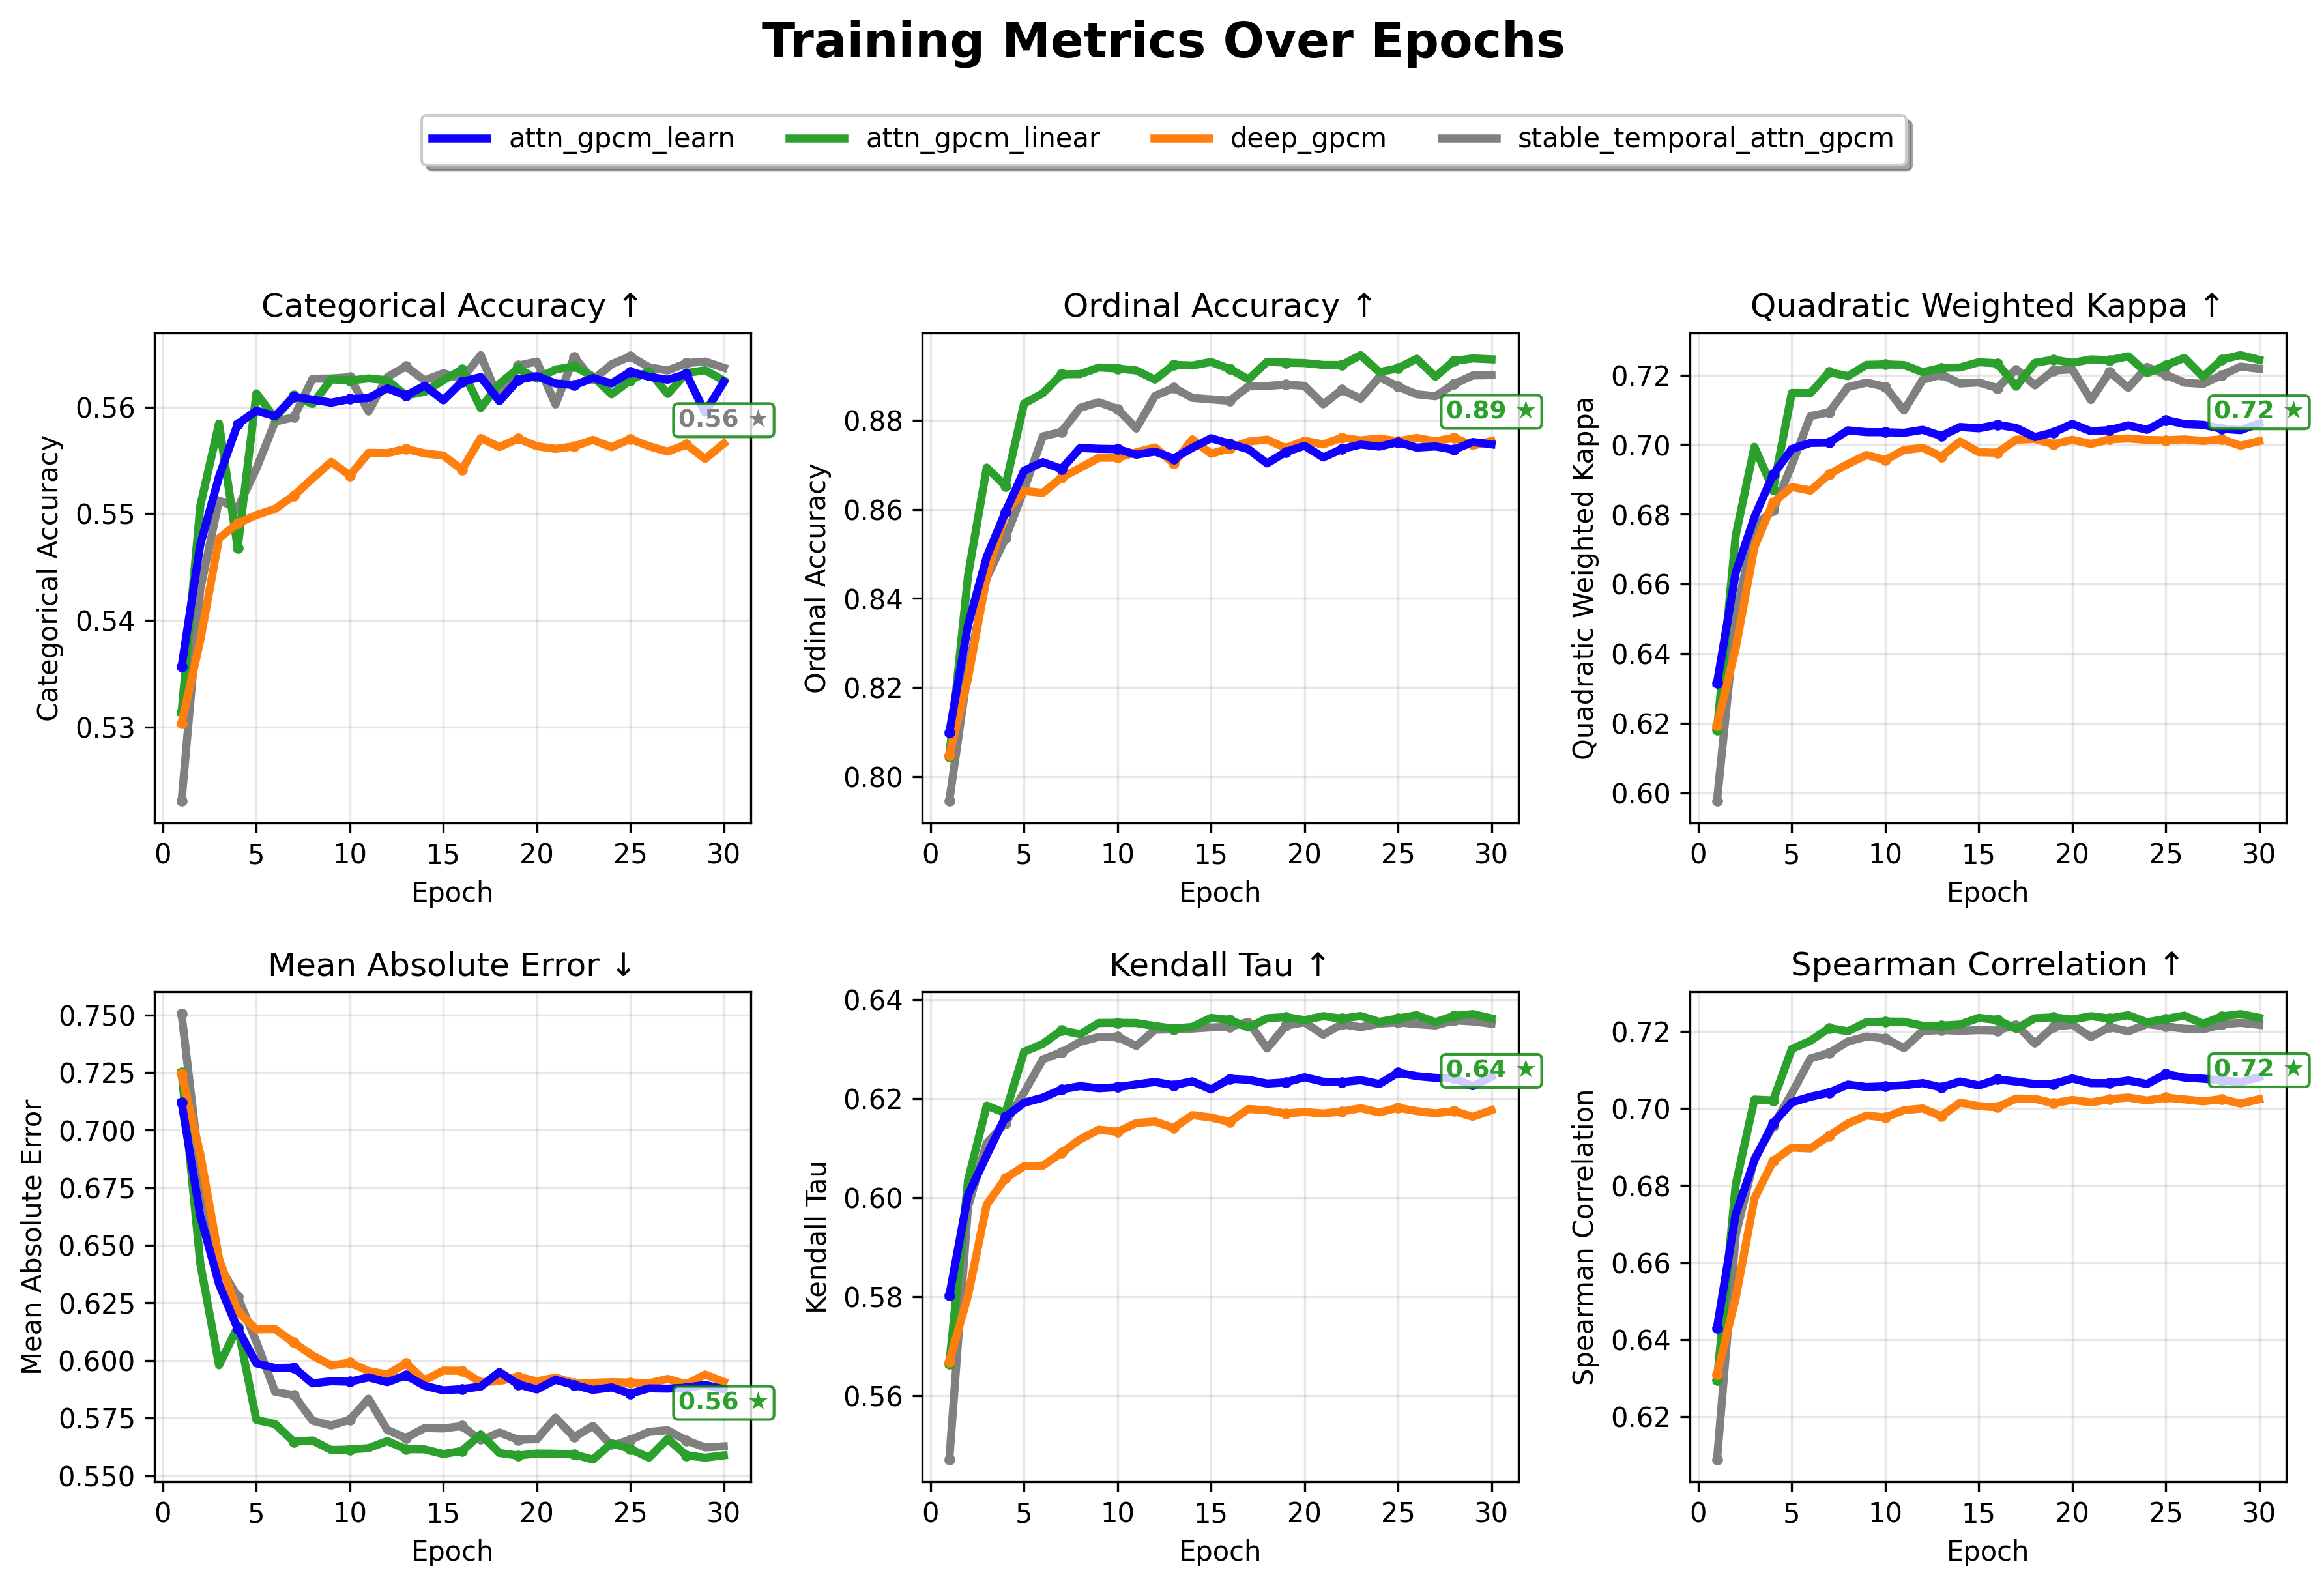 Training Metrics Over Epochs
attn_gpcm_learn attn_gpcm_linear deep_gpcm stable_temporal_attn_gpcm
Categorical Accuracy ↑
Categorical Accuracy
0.56
0.55
0.54
0.53
0.56 ★
0 5 10 15 20 25 30
Epoch
Ordinal Accuracy ↑
Ordinal Accuracy
0.88
0.86
0.84
0.82
0.80
0.89 ★
0 5 10 15 20 25 30
Epoch
Quadratic Weighted Kappa ↑
Quadratic Weighted Kappa
0.72
0.70
0.68
0.66
0.64
0.62
0.60
0.72 ★
0 5 10 15 20 25 30
Epoch
Mean Absolute Error ↓
Mean Absolute Error
0.750
0.725
0.700
0.675
0.650
0.625
0.600
0.575
0.550
0.56 ★
0 5 10 15 20 25 30
Epoch
Kendall Tau ↑
Kendall Tau
0.64
0.62
0.60
0.58
0.56
0.64 ★
0 5 10 15 20 25 30
Epoch
Spearman Correlation ↑
Spearman Correlation
0.72
0.70
0.68
0.66
0.64
0.62
0.72 ★
0 5 10 15 20 25 30
Epoch